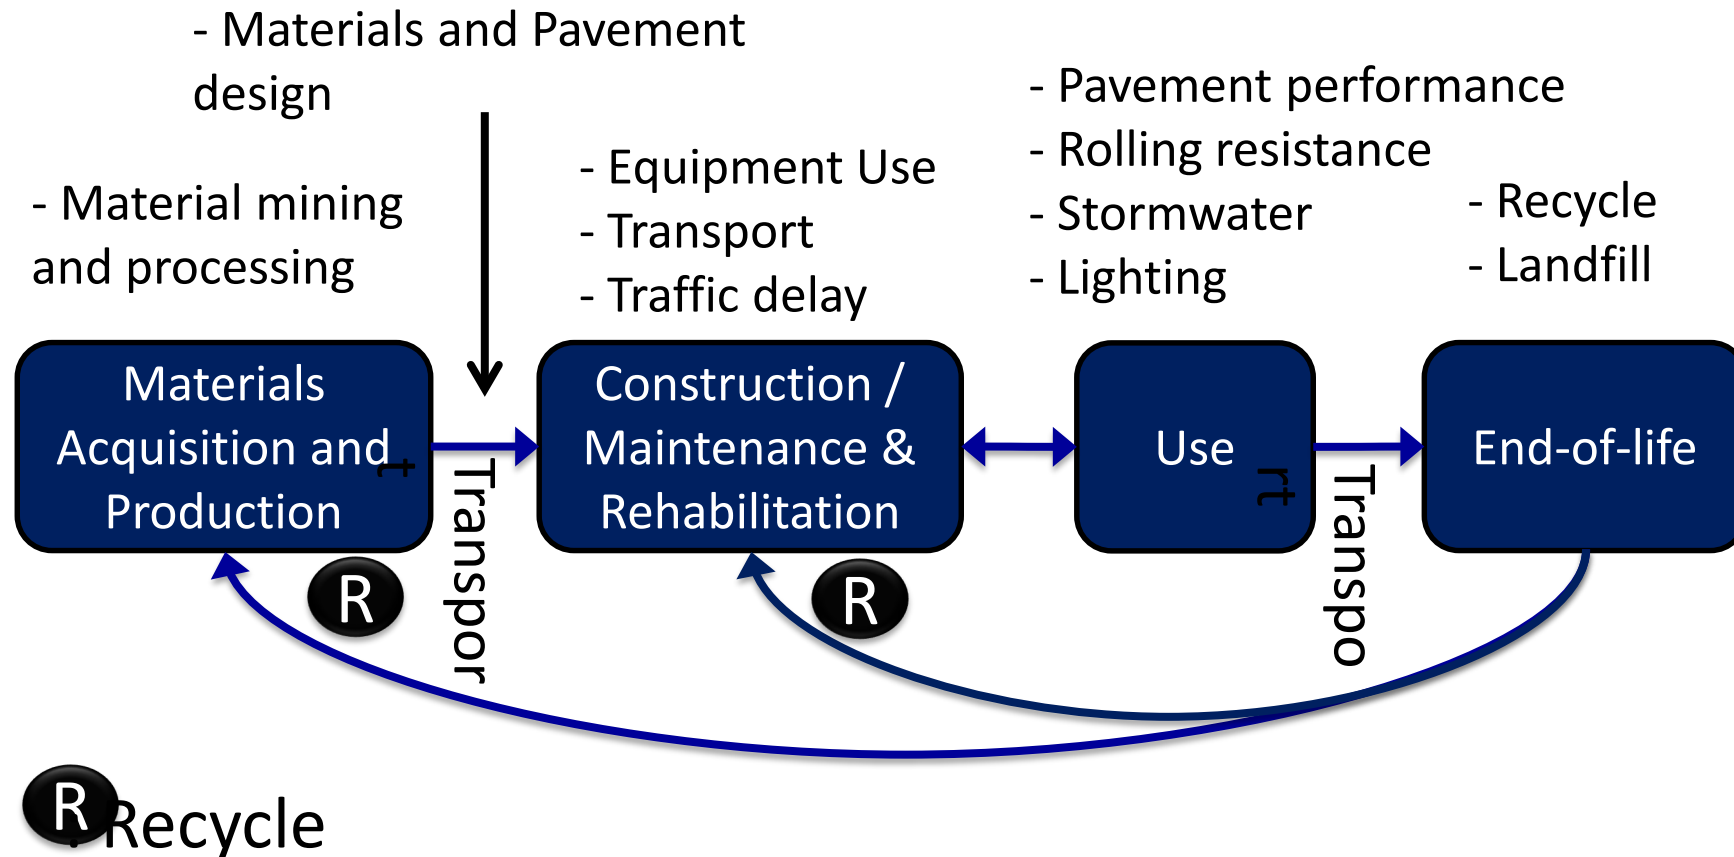 - Materials and Pavement
design
- Material mining
and processing
- Equipment Use
- Transport
- Traffic delay
- Pavement performance
- Rolling resistance
- Stormwater
- Lighting
- Recycle
- Landfill
Materials
Acquisition and
Production
Transpor
t
Construction /
Maintenance &
Rehabilitation
Use
Transpo
rt
End-of-life
R
R
R
: Recycle